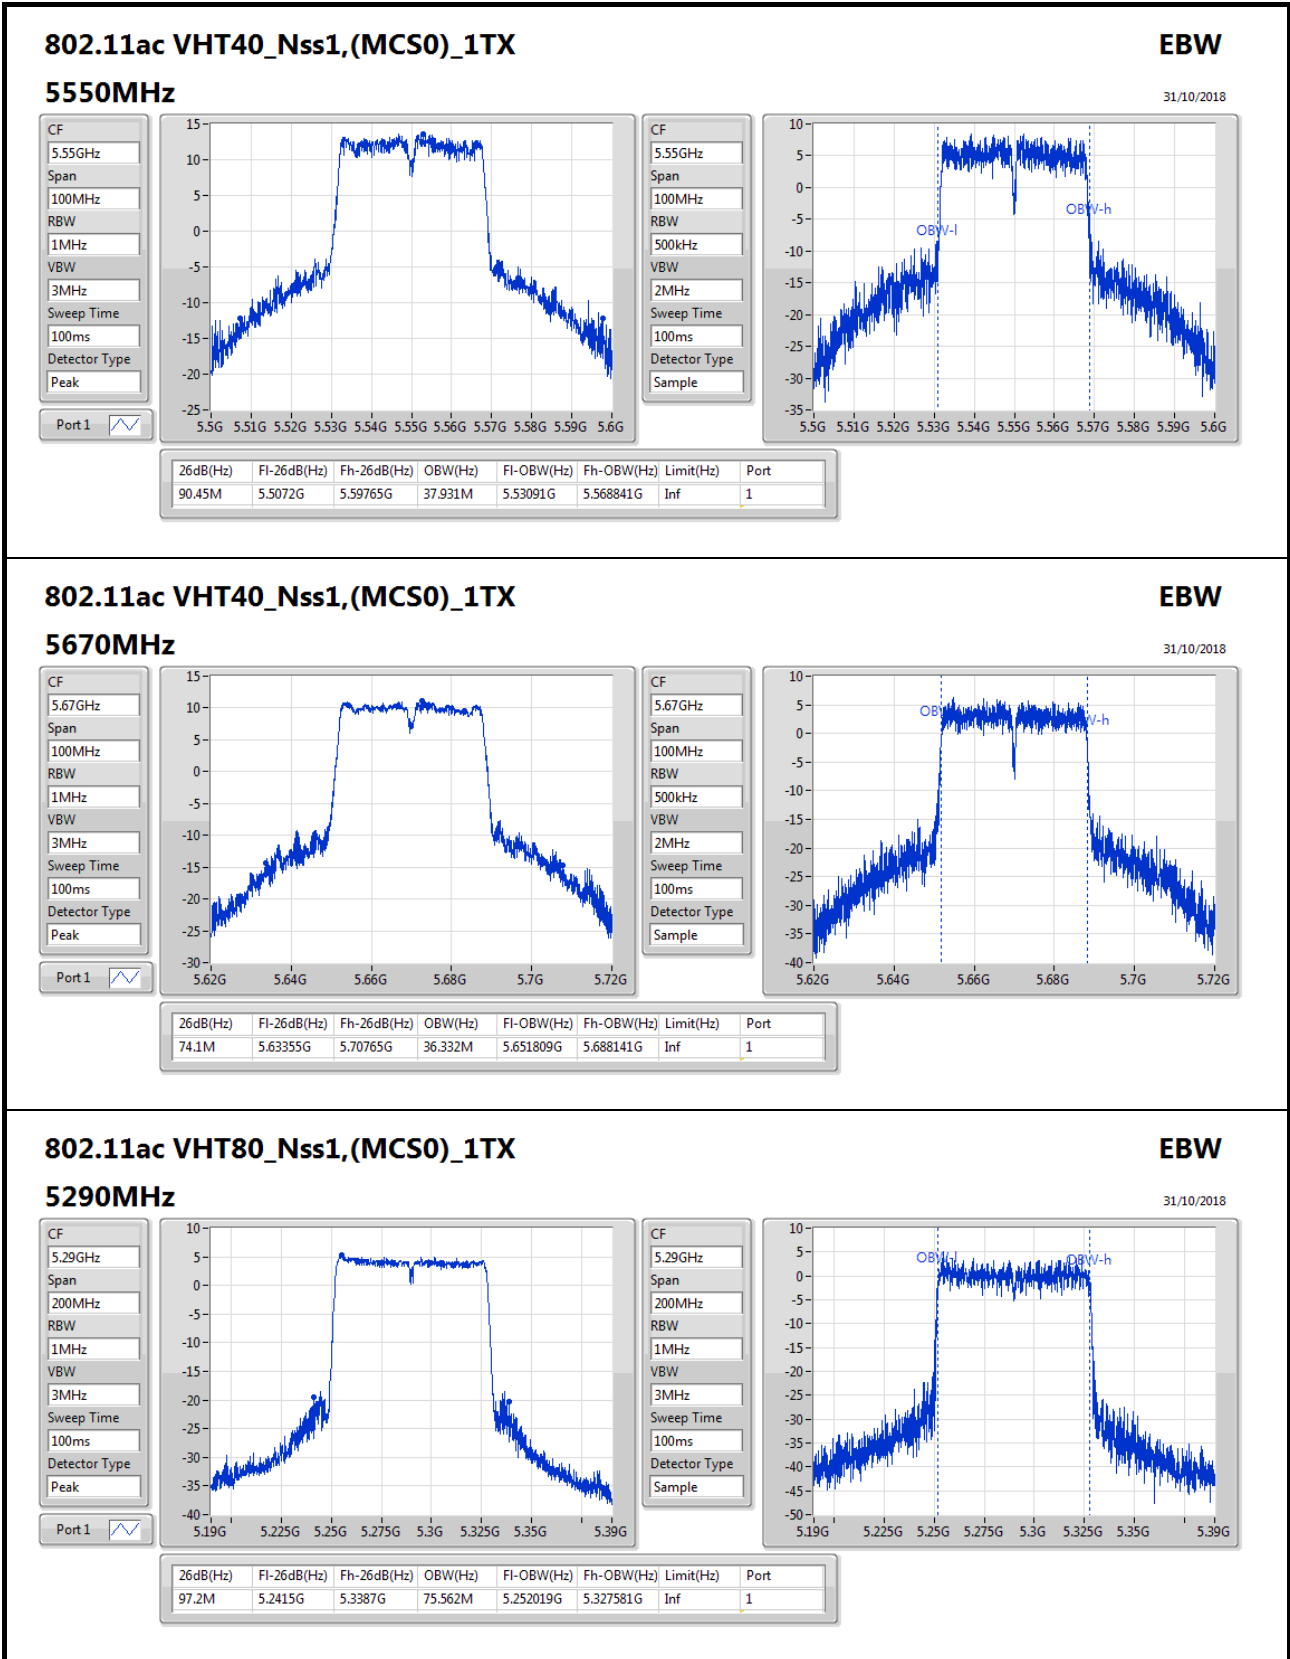 802.11ac VHT40_Nss1,(MCS0)_1TX EBW
5550MHz 31/10/2018
CF
5.55GHz
Span
100MHz
RBW
1MHz
VBW
3MHz
Sweep Time
100ms
Detector Type
Peak
Port 1
15
10
5
0
-5
-10
-15
-20
-25
5.5G 5.51G 5.52G 5.53G 5.54G 5.55G 5.56G 5.57G 5.58G 5.59G 5.6G
CF
5.55GHz
Span
100MHz
RBW
500kHz
VBW
2MHz
Sweep Time
100ms
Detector Type
Sample
10
5
0
-5
-10
-15
-20
-25
-30
-35
OBW-l
OBW-h
5.5G 5.51G 5.52G 5.53G 5.54G 5.55G 5.56G 5.57G 5.58G 5.59G 5.6G
26dB(Hz) Fl-26dB(Hz) Fh-26dB(Hz) OBW(Hz) Fl-OBW(Hz) Fh-OBW(Hz) Limit(Hz) Port
90.45M 5.5072G 5.59765G 37.931M 5.53091G 5.568841G Inf 1
802.11ac VHT40_Nss1,(MCS0)_1TX EBW
5670MHz 31/10/2018
CF
5.67GHz
Span
100MHz
RBW
1MHz
VBW
3MHz
Sweep Time
100ms
Detector Type
Peak
Port 1
15
10
5
0
-5
-10
-15
-20
-25
-30
5.62G 5.64G 5.66G 5.68G 5.7G 5.72G
CF
5.67GHz
Span
100MHz
RBW
500kHz
VBW
2MHz
Sweep Time
100ms
Detector Type
Sample
10
5
0
-5
-10
-15
-20
-25
-30
-35
-40
5.62G 5.64G 5.66G 5.68G 5.7G 5.72G
26dB(Hz) Fl-26dB(Hz) Fh-26dB(Hz) OBW(Hz) Fl-OBW(Hz) Fh-OBW(Hz) Limit(Hz) Port
74.1M 5.63355G 5.70765G 36.332M 5.651809G 5.688141G Inf 1
802.11ac VHT80_Nss1,(MCS0)_1TX EBW
5290MHz 31/10/2018
CF
5.29GHz
Span
200MHz
RBW
1MHz
VBW
3MHz
Sweep Time
100ms
Detector Type
Peak
Port 1
10
5
0
-5
-10
-15
-20
-25
-30
-35
-40
5.19G 5.225G 5.25G 5.275G 5.3G 5.325G 5.35G 5.39G
CF
5.29GHz
Span
200MHz
RBW
1MHz
VBW
3MHz
Sweep Time
100ms
Detector Type
Sample
10
5
0
-5
-10
-15
-20
-25
-30
-35
-40
-45
-50
OBW-l
OBW-h
5.19G 5.225G 5.25G 5.275G 5.3G 5.325G 5.35G 5.39G
26dB(Hz) Fl-26dB(Hz) Fh-26dB(Hz) OBW(Hz) Fl-OBW(Hz) Fh-OBW(Hz) Limit(Hz) Port
97.2M 5.2415G 5.3387G 75.562M 5.252019G 5.327581G Inf 1